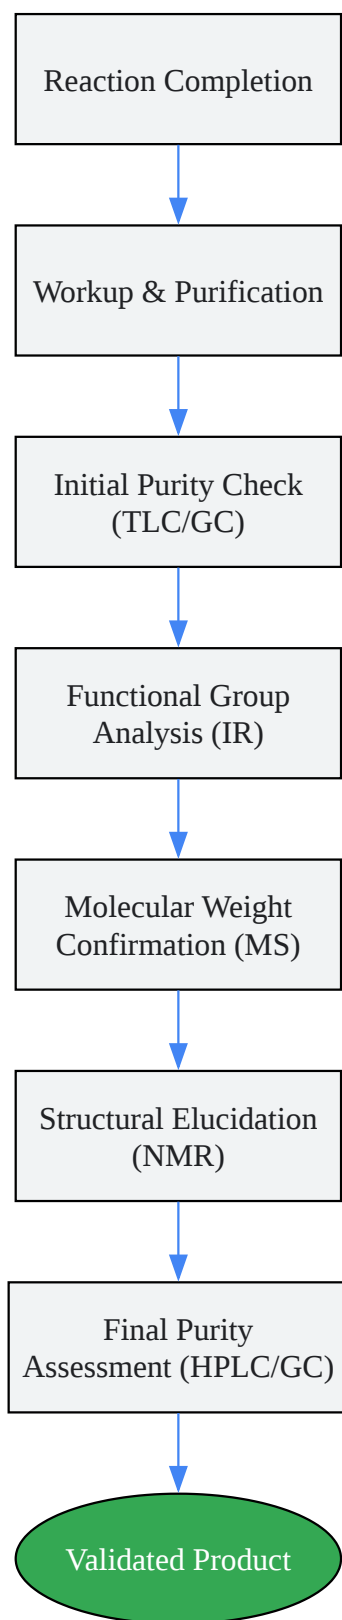 Reaction Completion
Workup & Purification
Initial Purity Check
(TLC/GC)
Functional Group
Analysis (IR)
Molecular Weight
Confirmation (MS)
Structural Elucidation
(NMR)
Final Purity
Assessment (HPLC/GC)
Validated Product